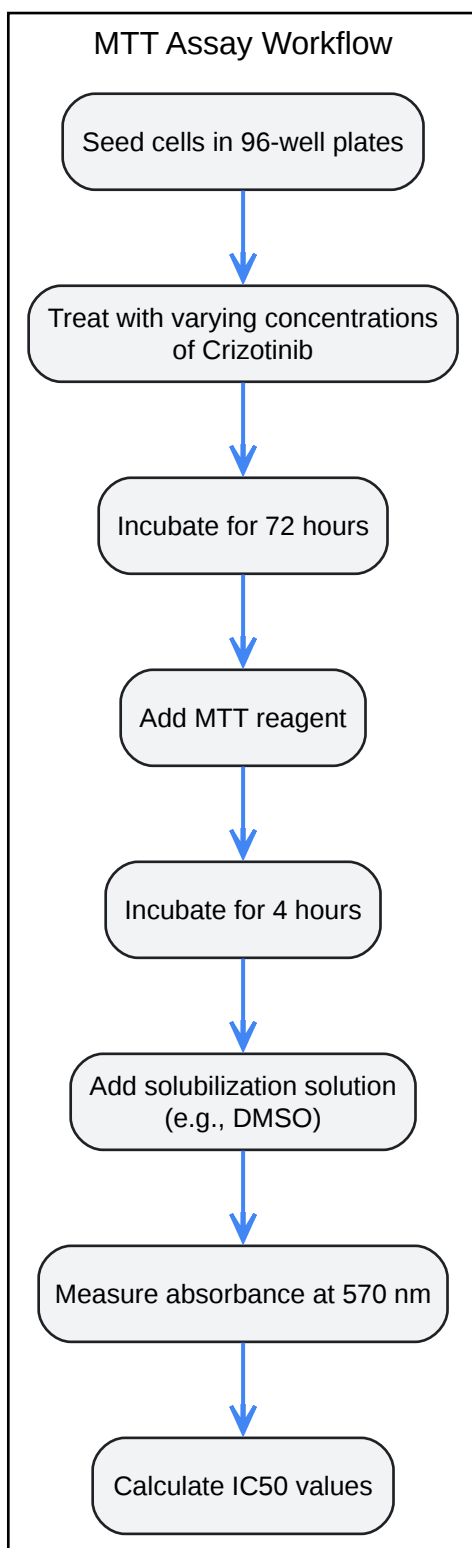 MTT Assay Workflow
Seed cells in 96-well plates
Treat with varying concentrations
of Crizotinib
Incubate for 72 hours
Add MTT reagent
Incubate for 4 hours
Add solubilization solution
(e.g., DMSO)
Measure absorbance at 570 nm
Calculate IC50 values